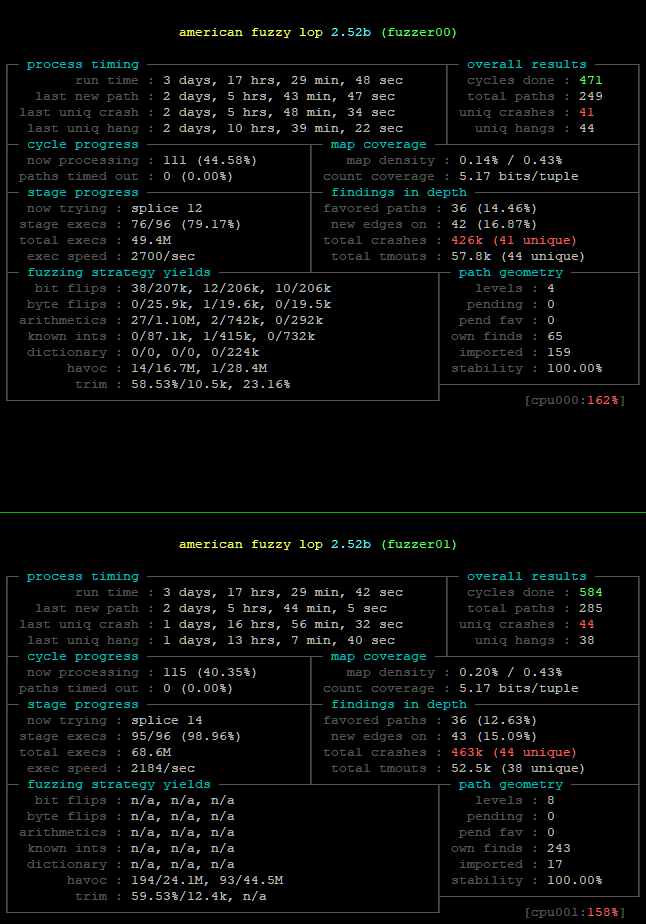 american fuzzy lop 2.52b (fuzzer00)
process timing overall results
run time : 3 days, 17 hrs, 29 min, 48 sec cycles done : 471
last new path : 2 days, 5 hrs, 43 min, 47 sec total paths : 249
last uniq crash : 2 days, 5 hrs, 48 min, 34 sec uniq crashes : 41
last uniq hang : 2 days, 10 hrs, 39 min, 22 sec uniq hangs : 44
cycle progress map coverage
now processing : 111 (44.58%) map density : 0.14% / 0.43%
paths timed out : 0 (0.00%) count coverage : 5.17 bits/tuple
stage progress findings in depth
now trying : splice 12 favored paths : 36 (14.46%)
stage execs : 76/96 (79.17%) new edges on : 42 (16.87%)
total execs : 49.4M total crashes : 426k (41 unique)
exec speed : 2700/sec total tmouts : 57.8k (44 unique)
fuzzing strategy yields path geometry
bit flips : 38/207k, 12/206k, 10/206k levels : 4
byte flips : 0/25.9k, 1/19.6k, 0/19.5k pending : 0
arithmetics : 27/1.10M, 2/742k, 0/292k pend fav : 0
known ints : 0/87.1k, 1/415k, 0/732k own finds : 65
dictionary : 0/0, 0/0, 0/224k imported : 159
havoc : 14/16.7M, 1/28.4M stability : 100.00%
trim : 58.53%/10.5k, 23.16%
[cpu000:162%]
american fuzzy lop 2.52b (fuzzer01)
process timing overall results
run time : 3 days, 17 hrs, 29 min, 42 sec cycles done : 584
last new path : 2 days, 5 hrs, 44 min, 5 sec total paths : 285
last uniq crash : 1 days, 16 hrs, 56 min, 32 sec uniq crashes : 44
last uniq hang : 1 days, 13 hrs, 7 min, 40 sec uniq hangs : 38
cycle progress map coverage
now processing : 115 (40.35%) map density : 0.20% / 0.43%
paths timed out : 0 (0.00%) count coverage : 5.17 bits/tuple
stage progress findings in depth
now trying : splice 14 favored paths : 36 (12.63%)
stage execs : 95/96 (98.96%) new edges on : 43 (15.09%)
total execs : 68.6M total crashes : 463k (44 unique)
exec speed : 2184/sec total tmouts : 52.5k (38 unique)
fuzzing strategy yields path geometry
bit flips : n/a, n/a, n/a levels : 8
byte flips : n/a, n/a, n/a pending : 0
arithmetics : n/a, n/a, n/a pend fav : 0
known ints : n/a, n/a, n/a own finds : 243
dictionary : n/a, n/a, n/a imported : 17
havoc : 194/24.1M, 93/44.5M stability : 100.00%
trim : 59.53%/12.4k, n/a
[cpu001:158%]